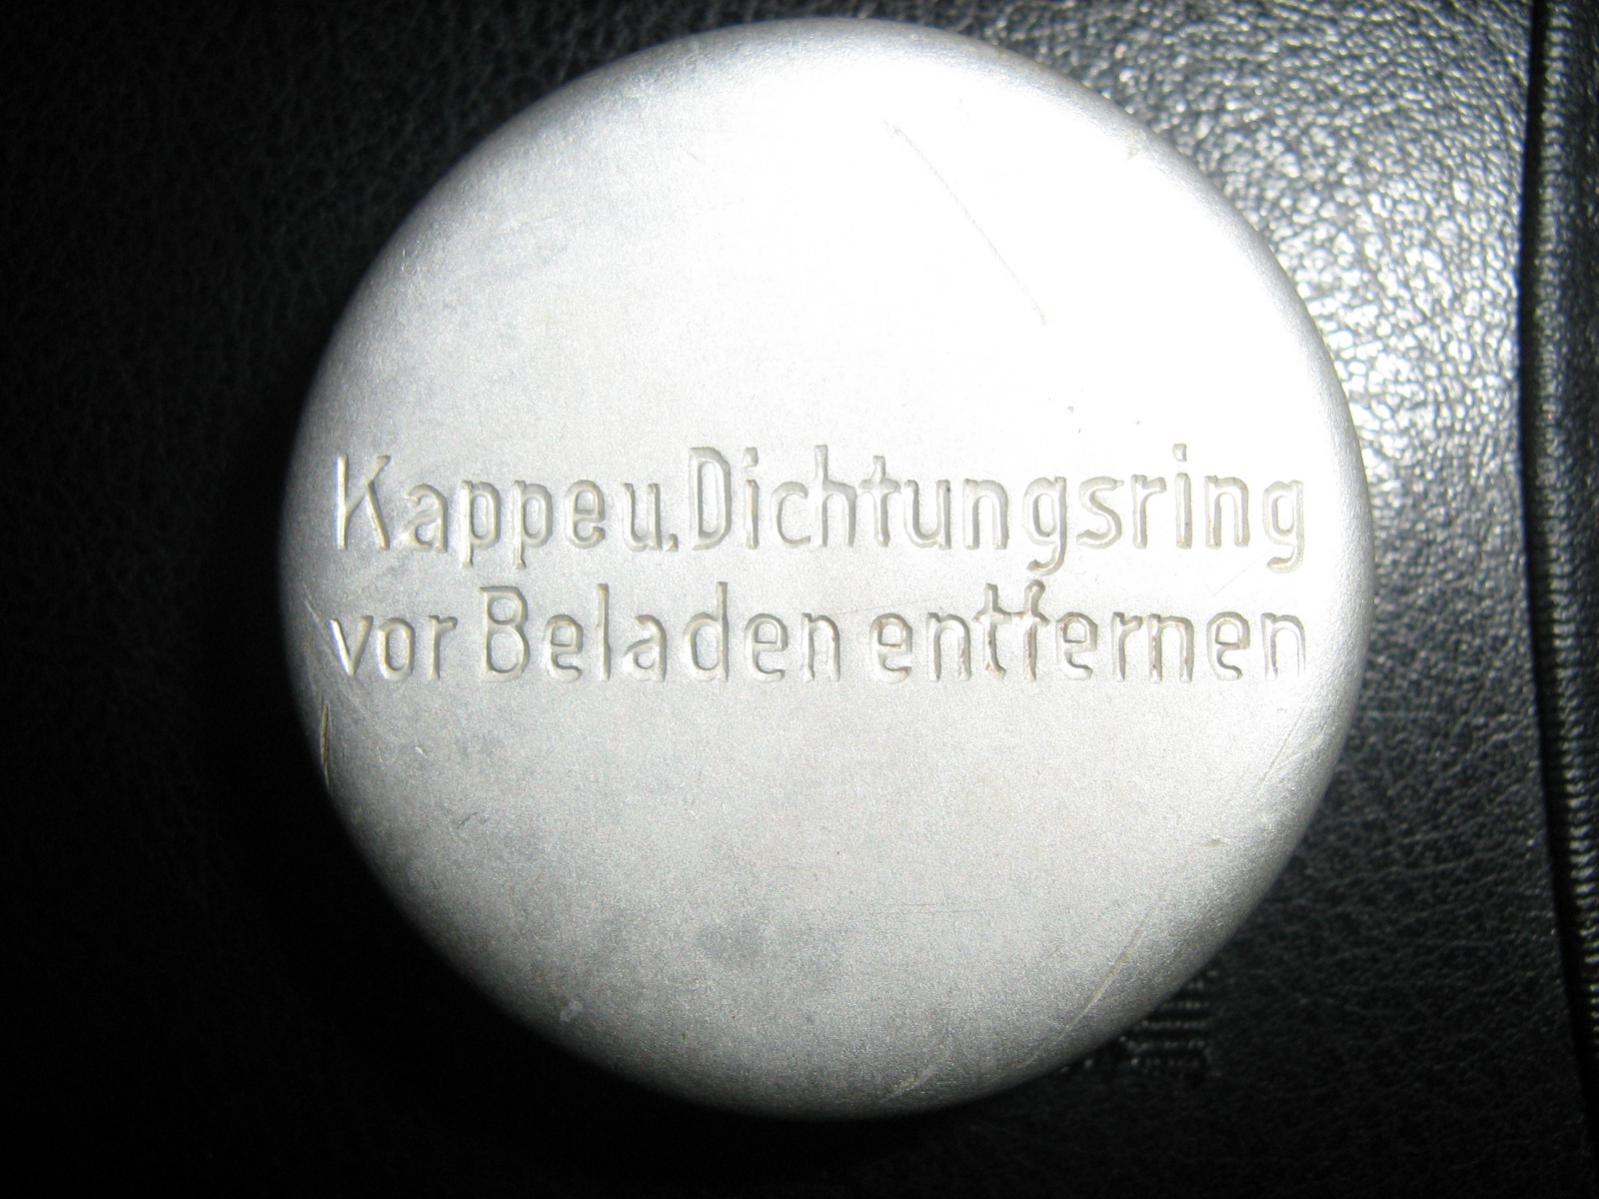 Kappe u. Dichtungsring
vor Beladen entfernen